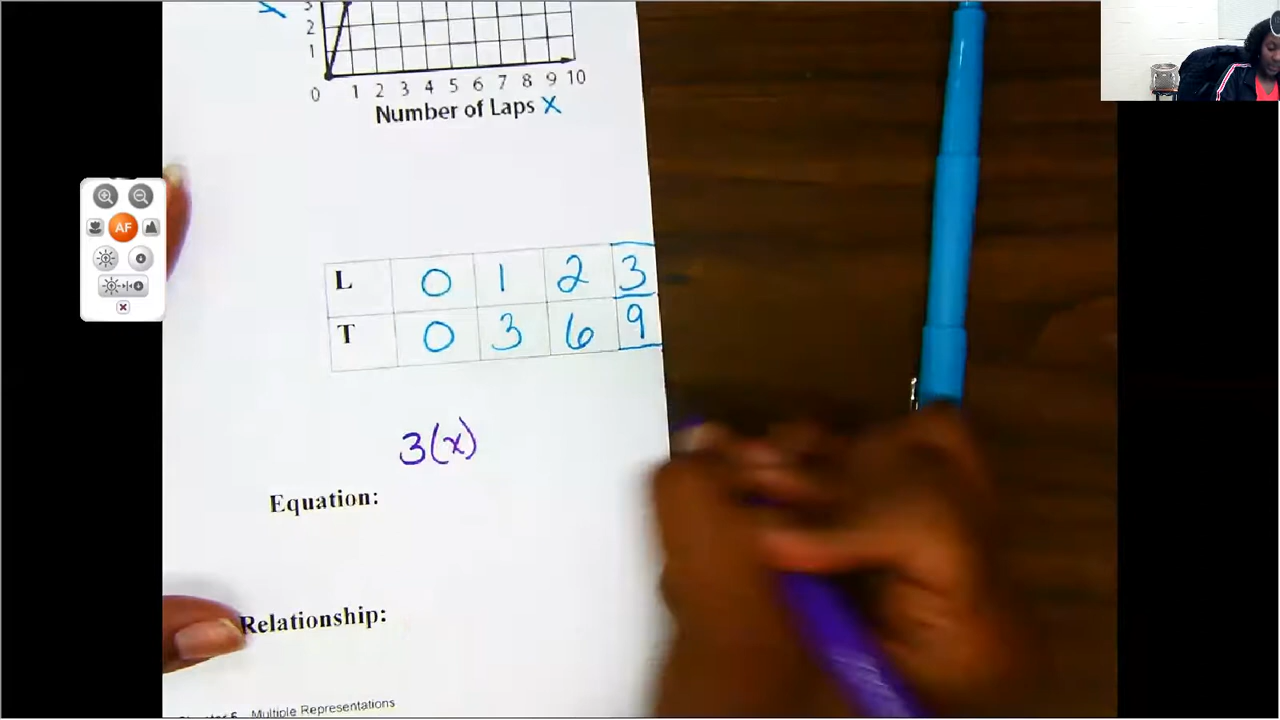 3
2
1
0 1 2 3 4 5 6 7 8 9 10
Number of Laps X
AF
L 0 1 2 3
T 0 3 6 9
3(x)
Equation:
Relationship:
Multiple Representations